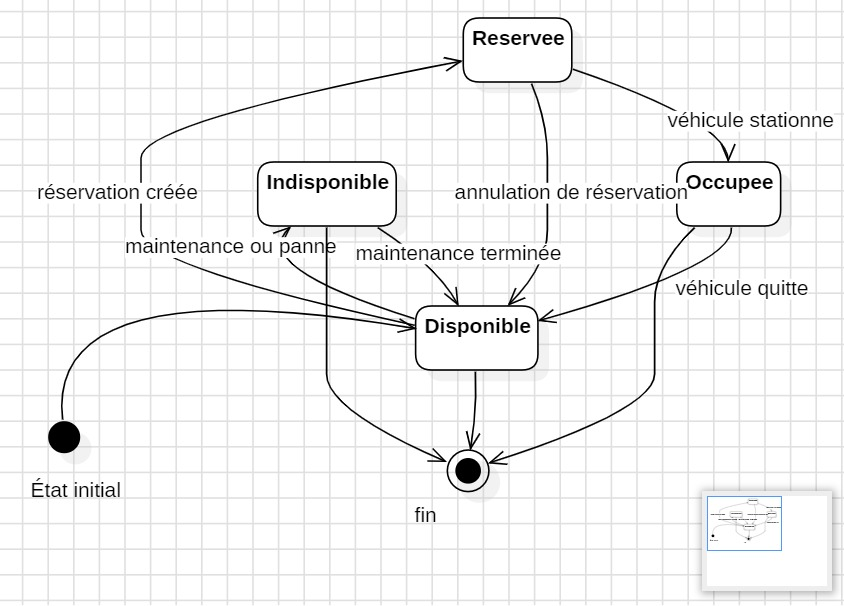 Reservee
véhicule stationne
Indisponible
Occupee
réservation créée
annulation de réservation
maintenance ou panne
maintenance terminée
véhicule quitte
Disponible
État initial
fin